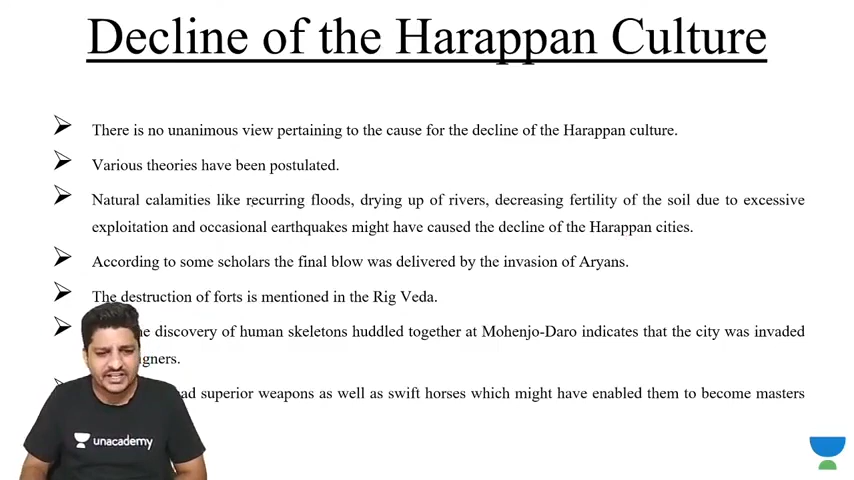 Decline of the Harappan Culture
There is no unanimous view pertaining to the cause for the decline of the Harappan culture.
Various theories have been postulated.
Natural calamities like recurring floods, drying up of rivers, decreasing fertility of the soil due to excessive
exploitation and occasional earthquakes might have caused the decline of the Harappan cities.
According to some scholars the final blow was delivered by the invasion of Aryans.
The destruction of forts is mentioned in the Rig Veda.
discovery of human skeletons huddled together at Mohenjo-Daro indicates that the city was invaded
superior weapons as well as swift horses which might have enabled them to become masters
unacademy